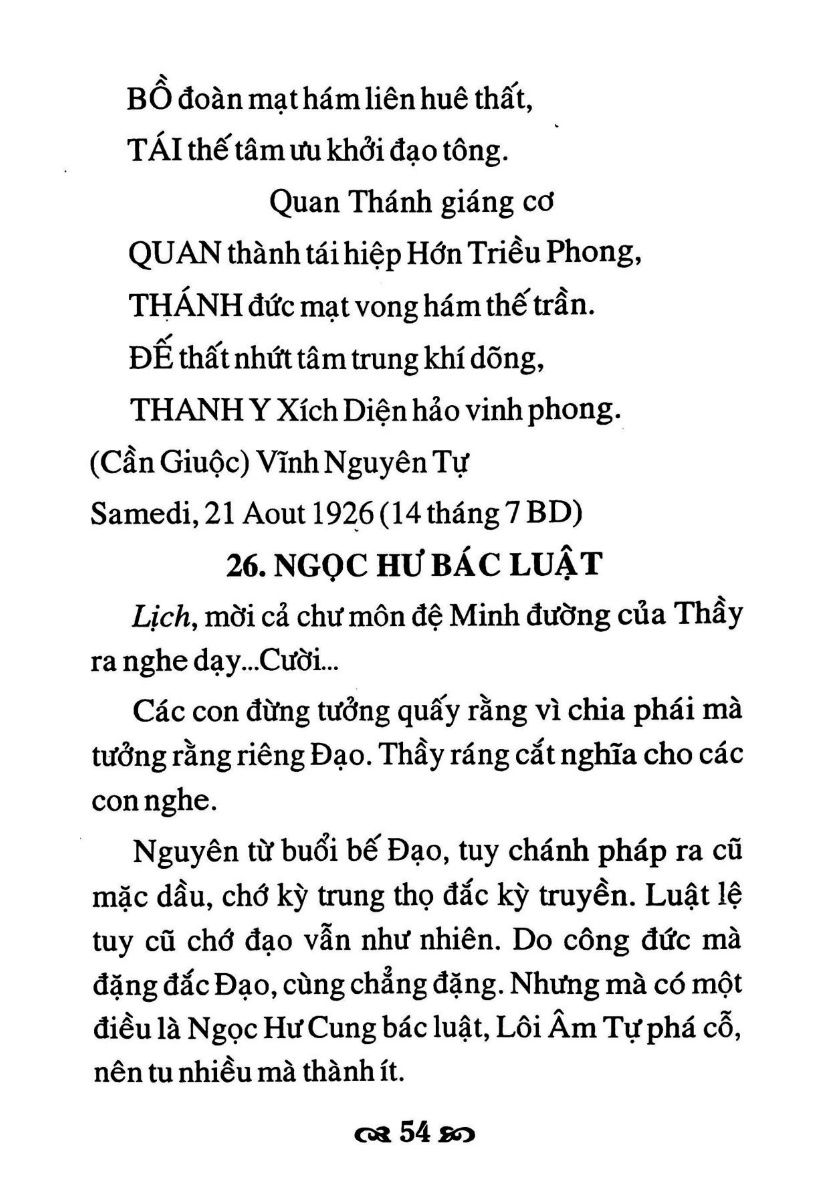 BỒ đoàn mạt hám liên huê thất,
TÁI thế tâm ưu khởi đạo tông.
Quan Thánh giáng cơ
QUAN thành tái hiệp Hớn Triều Phong,
THÁNH đức mạt vong hám thế trần.
ĐẾ thất nhứt tâm trung khí dõng,
THANH Y Xích Diện hảo vinh phong.
(Cần Giuộc) Vĩnh Nguyên Tự
Samedi, 21 Aout 1926 (14 tháng 7 BD)
26. NGỌC HƯ BÁC LUẬT
Lịch, mời cả chư môn đệ Minh đường của Thầy
ra nghe dạy...Cười...
Các con đừng tưởng quấy rằng vì chia phái mà
tưởng rằng riêng Đạo. Thầy ráng cắt nghĩa cho các
con nghe.
Nguyên từ buổi bế Đạo, tuy chánh pháp ra cũ
mặc dầu, chớ kỳ trung thọ đắc kỳ truyền. Luật lệ
tuy cũ chớ đạo vẫn như nhiên. Do công đức mà
đặng đắc Đạo, cùng chẳng đặng. Nhưng mà có một
điều là Ngọc Hư Cung bác luật, Lôi Âm Tự phá cỗ,
nên tu nhiều mà thành ít.
54